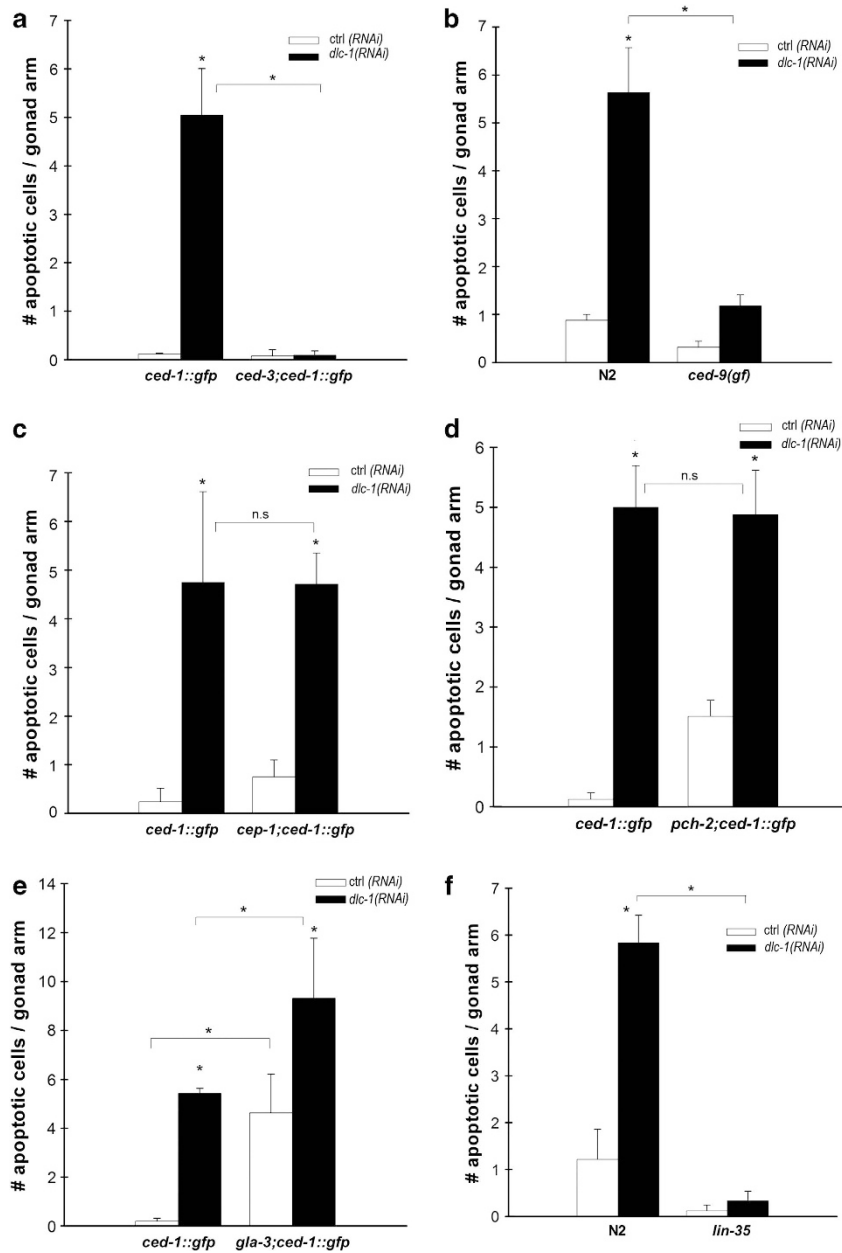 a
ctrl (RNAi)
dlc-1(RNAi)
# apoptotic cells / gonad arm
6
5
4
3
2
1
0
*
*
ced-1::gfp
ced-3;ced-1::gfp
b
ctrl (RNAi)
dlc-1(RNAi)
# apoptotic cells / gonad arm
7
6
5
4
3
2
1
0
*
*
N2
ced-9(gf)
c
ctrl (RNAi)
dlc-1(RNAi)
# apoptotic cells / gonad arm
7
6
5
4
3
2
1
0
*
n.s
*
ced-1::gfp
cep-1;ced-1::gfp
d
ctrl (RNAi)
dlc-1(RNAi)
# apoptotic cells / gonad arm
6
5
4
3
2
1
0
*
*
n.s
ced-1::gfp
pch-2;ced-1::gfp
e
ctrl (RNAi)
dlc-1(RNAi)
# apoptotic cells / gonad arm
14
12
10
8
6
4
2
0
*
*
*
*
ced-1::gfp
gla-3;ced-1::gfp
f
ctrl (RNAi)
dlc-1(RNAi)
# apoptotic cells / gonad arm
7
6
5
4
3
2
1
0
*
*
N2
lin-35